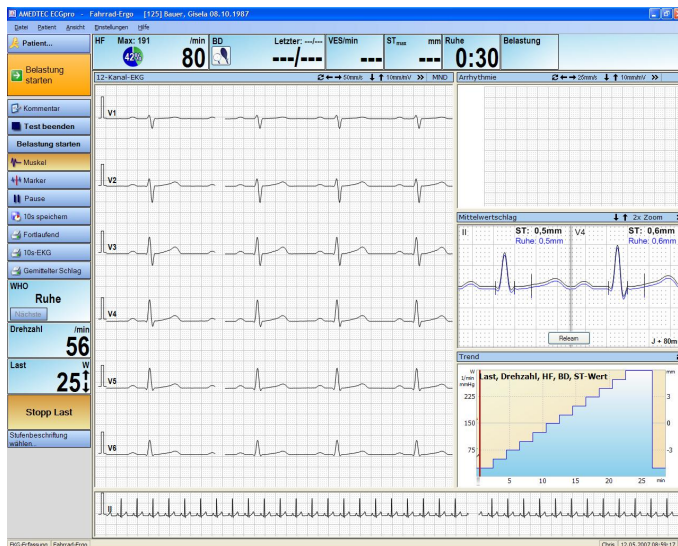 AMEDTEC ECGpro - Fahrrad-Ergo [125] Bauer, Gisela 08.10.1987
Datei Patient Ansicht Einstellungen Hilfe
Patient...
HF Max: 191 /min
42%
80
BD Letzter: ---/---
---/---
VES/min
---
STmax mm
---
Ruhe
0:30
Belastung
Belastung starten
Kommentar
Test beenden
Belastung starten
Muskel
Marker
Pause
10s speichern
Fortlaufend
10s-EKG
Gemittelter Schlag
WHO
Ruhe
Nächste
Drehzahl /min
56
Last W
25
Stopp Last
Stufenbeschriftung
wählen...
12-Kanal-EKG 50mm/s 10mm/mV MND
V1
V2
V3
V4
V5
V6
II
Arrhythmie 25mm/s 10mm/mV
Mittelwertschlag 2x Zoom
II ST: 0,5mm
Ruhe: 0,5mm
V4 ST: 0,6mm
Ruhe: 0,6mm
Relearn
J + 80m
Trend
W
1/min
mmHg
Last, Drehzahl, HF, BD, ST-Wert
mm
225
150
75
3
0
-3
5 10 15 20 25 min
EKG-Erfassung Fahrrad-Ergo
Chris 12.05.2007 08:59:17